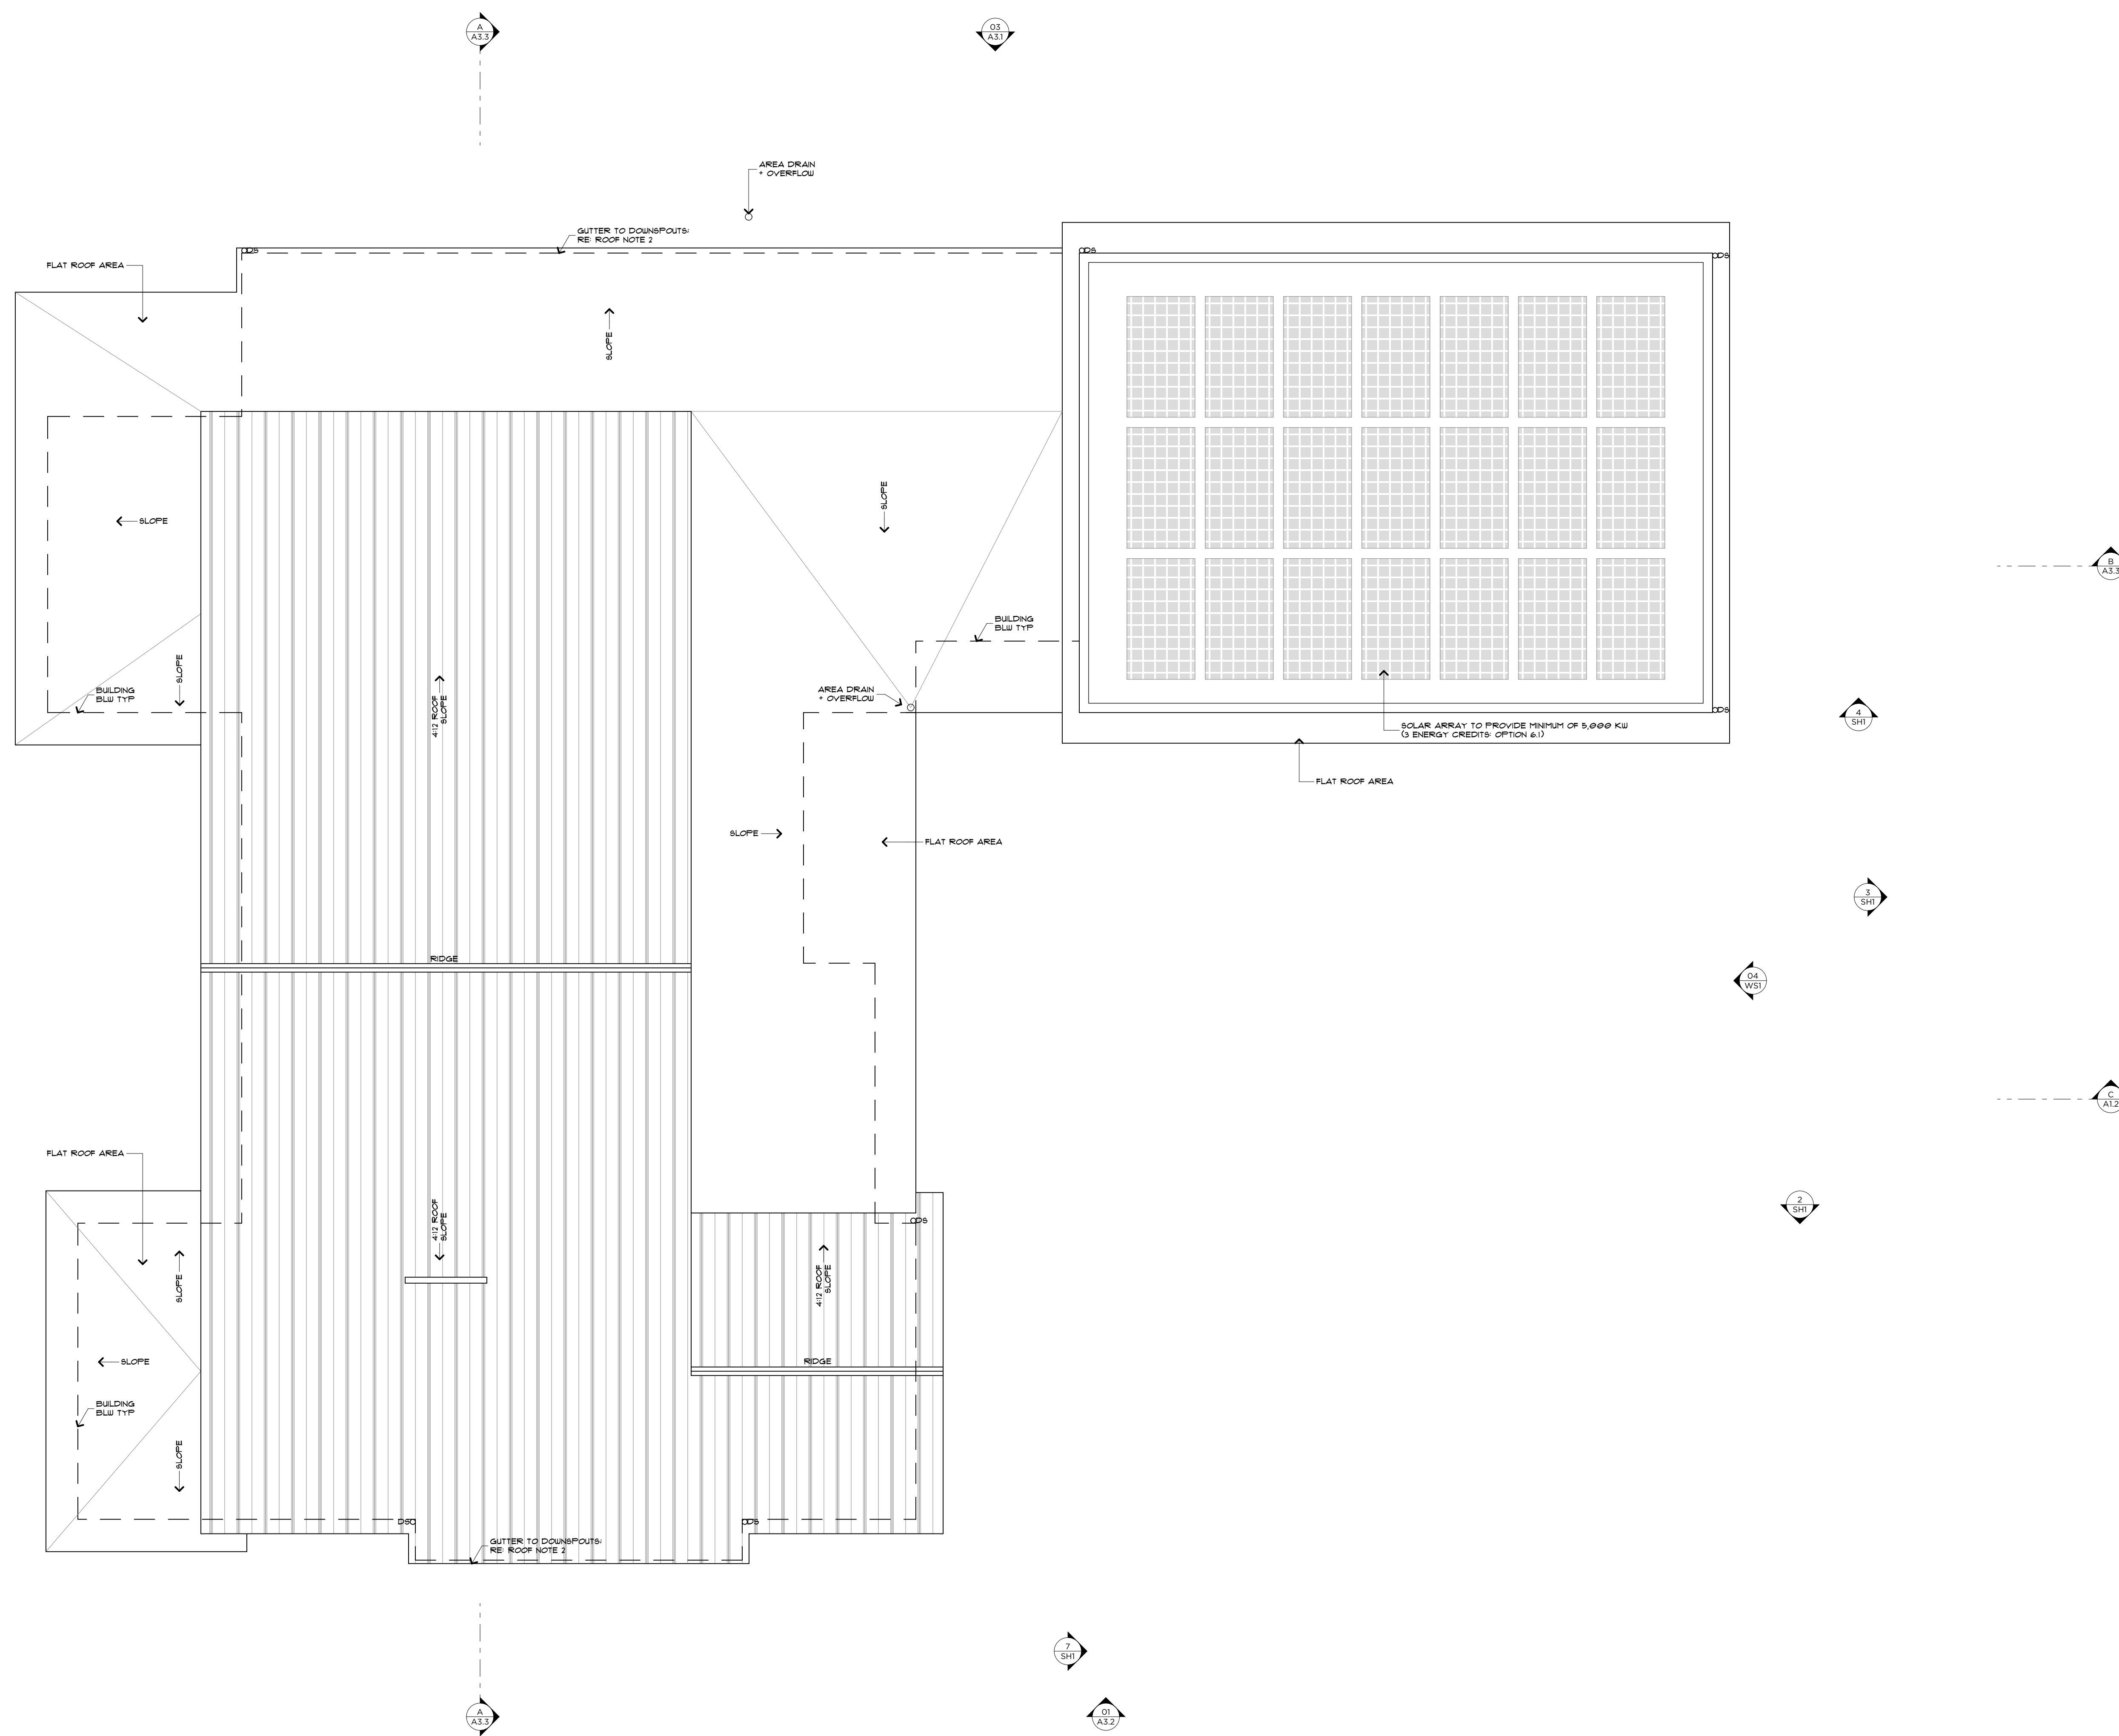 A
A3.3
03
A3.1
AREA DRAIN
+ OVERFLOW
GUTTER TO DOWNSPOUTS:
RE: ROOF NOTE 2
DS
DS
DS
FLAT ROOF AREA
SLOPE
SLOPE
SLOPE
B
A3.3
BUILDING
BLW TYP
SLOPE
BUILDING
BLW TYP
AREA DRAIN
+ OVERFLOW
4:12 ROOF
SLOPE
DS
4
SH1
SOLAR ARRAY TO PROVIDE MINIMUM OF 5,000 KW
(3 ENERGY CREDITS: OPTION 6.1)
FLAT ROOF AREA
SLOPE
FLAT ROOF AREA
3
SH1
RIDGE
04
WS1
C
A1.2
FLAT ROOF AREA
2
SH1
4:12 ROOF
SLOPE
DS
SLOPE
4:12 ROOF
SLOPE
SLOPE
RIDGE
BUILDING
BLW TYP
SLOPE
DS
DS
GUTTER TO DOWNSPOUTS:
RE: ROOF NOTE 2
7
SH1
A
A3.3
01
A3.2